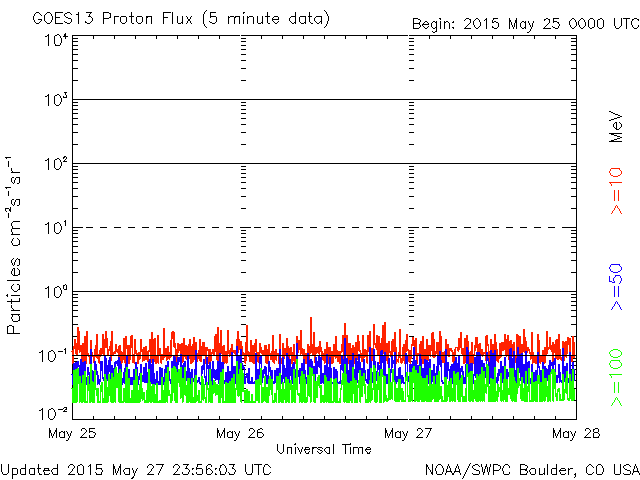 GOES13 Proton Flux (5 minute data)
Begin: 2015 May 25 0000 UTC
10⁴
10³
10²
10¹
10⁰
10⁻¹
10⁻²
Particles cm⁻²s⁻¹sr⁻¹
MeV
>=10
>=50
>=100
May 25
May 26
May 27
May 28
Universal Time
Updated 2015 May 27 23:56:03 UTC
NOAA/SWPC Boulder, CO USA